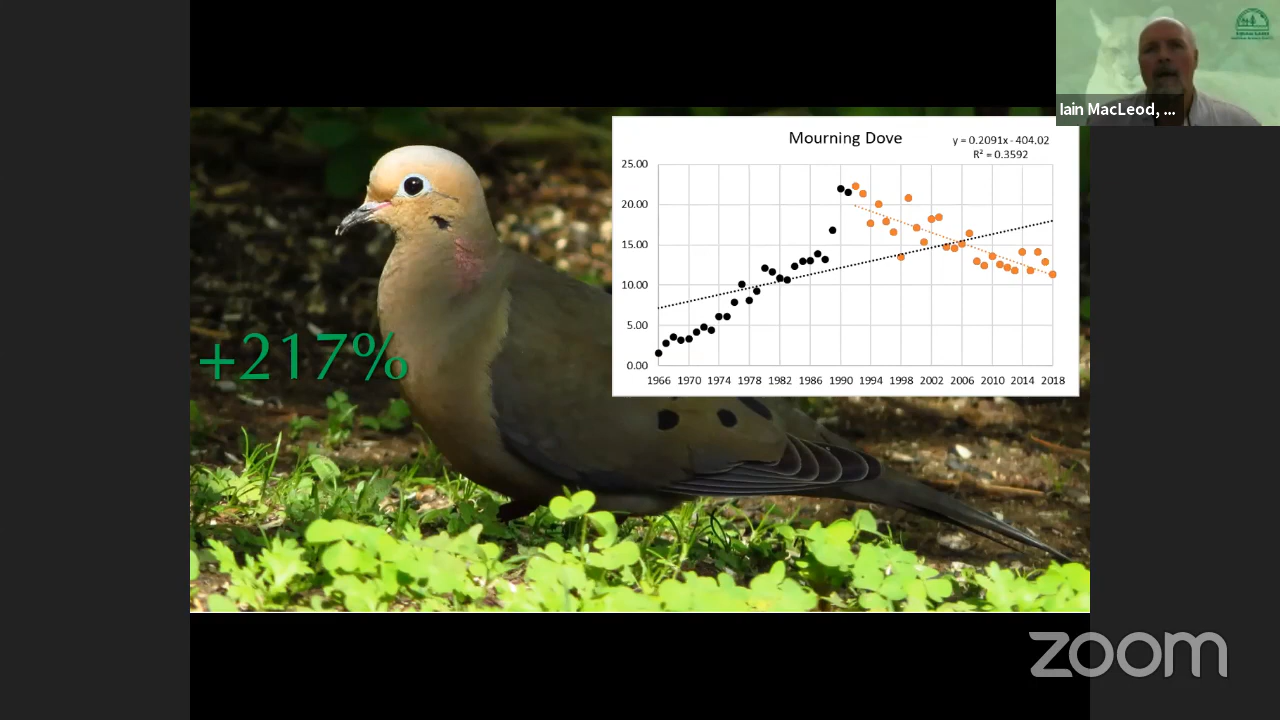 Iain MacLeod, ...
Mourning Dove
y = 0.2091x - 404.02
R² = 0.3592
25.00
20.00
15.00
10.00
5.00
0.00
1966 1970 1974 1978 1982 1986 1990 1994 1998 2002 2006 2010 2014 2018
+217%
zoom